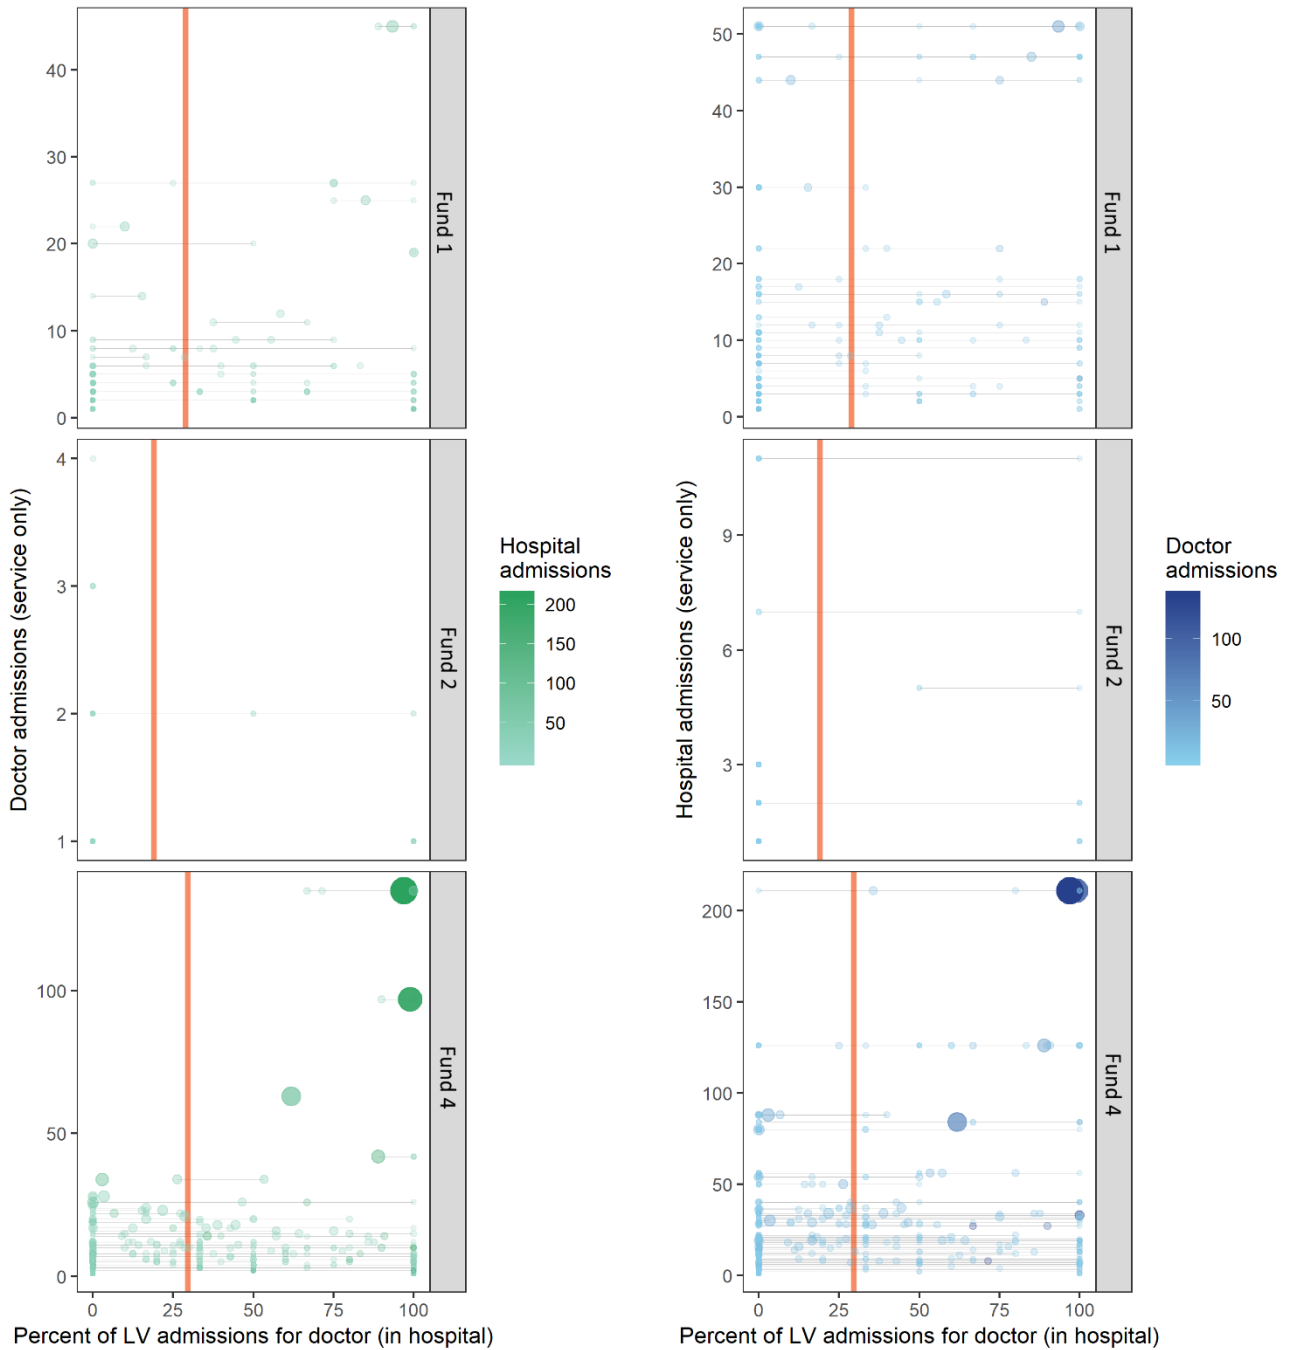 40
30
20
10
0
Fund 1
4
3
2
1
Fund 2
100
50
0
Fund 4
0 25 50 75 100
Percent of LV admissions for doctor (in hospital)
Doctor admissions (service only)
Hospital
admissions
200
150
100
50
50
40
30
20
10
0
Fund 1
9
6
3
Fund 2
200
150
100
50
0
Fund 4
0 25 50 75 100
Percent of LV admissions for doctor (in hospital)
Hospital admissions (service only)
Doctor
admissions
100
50